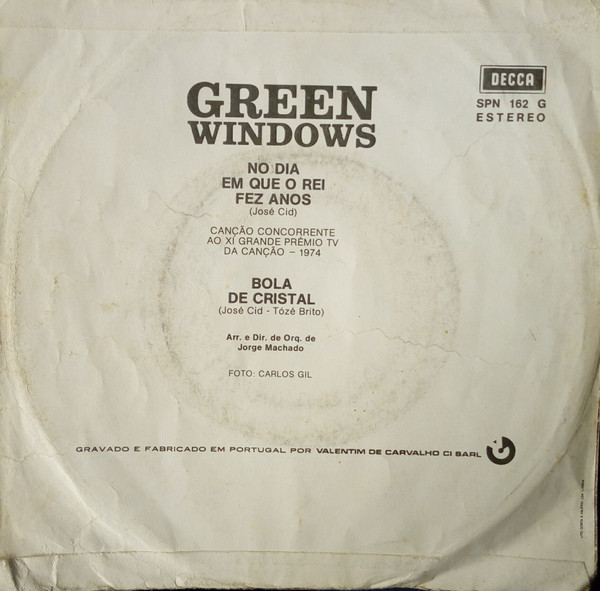 DECCA
SPN 162 G
ESTEREO
GREEN
WINDOWS
NO DIA
EM QUE O REI
FEZ ANOS
(José Cid)
CANÇÃO CONCORRENTE
AO XI GRANDE PRÉMIO TV
DA CANÇÃO – 1974
BOLA
DE CRISTAL
(José Cid - Tózé Brito)
Arr. e Dir. de Orq. de
Jorge Machado
FOTO: CARLOS GIL
GRAVADO E FABRICADO EM PORTUGAL POR VALENTIM DE CARVALHO CI SARL